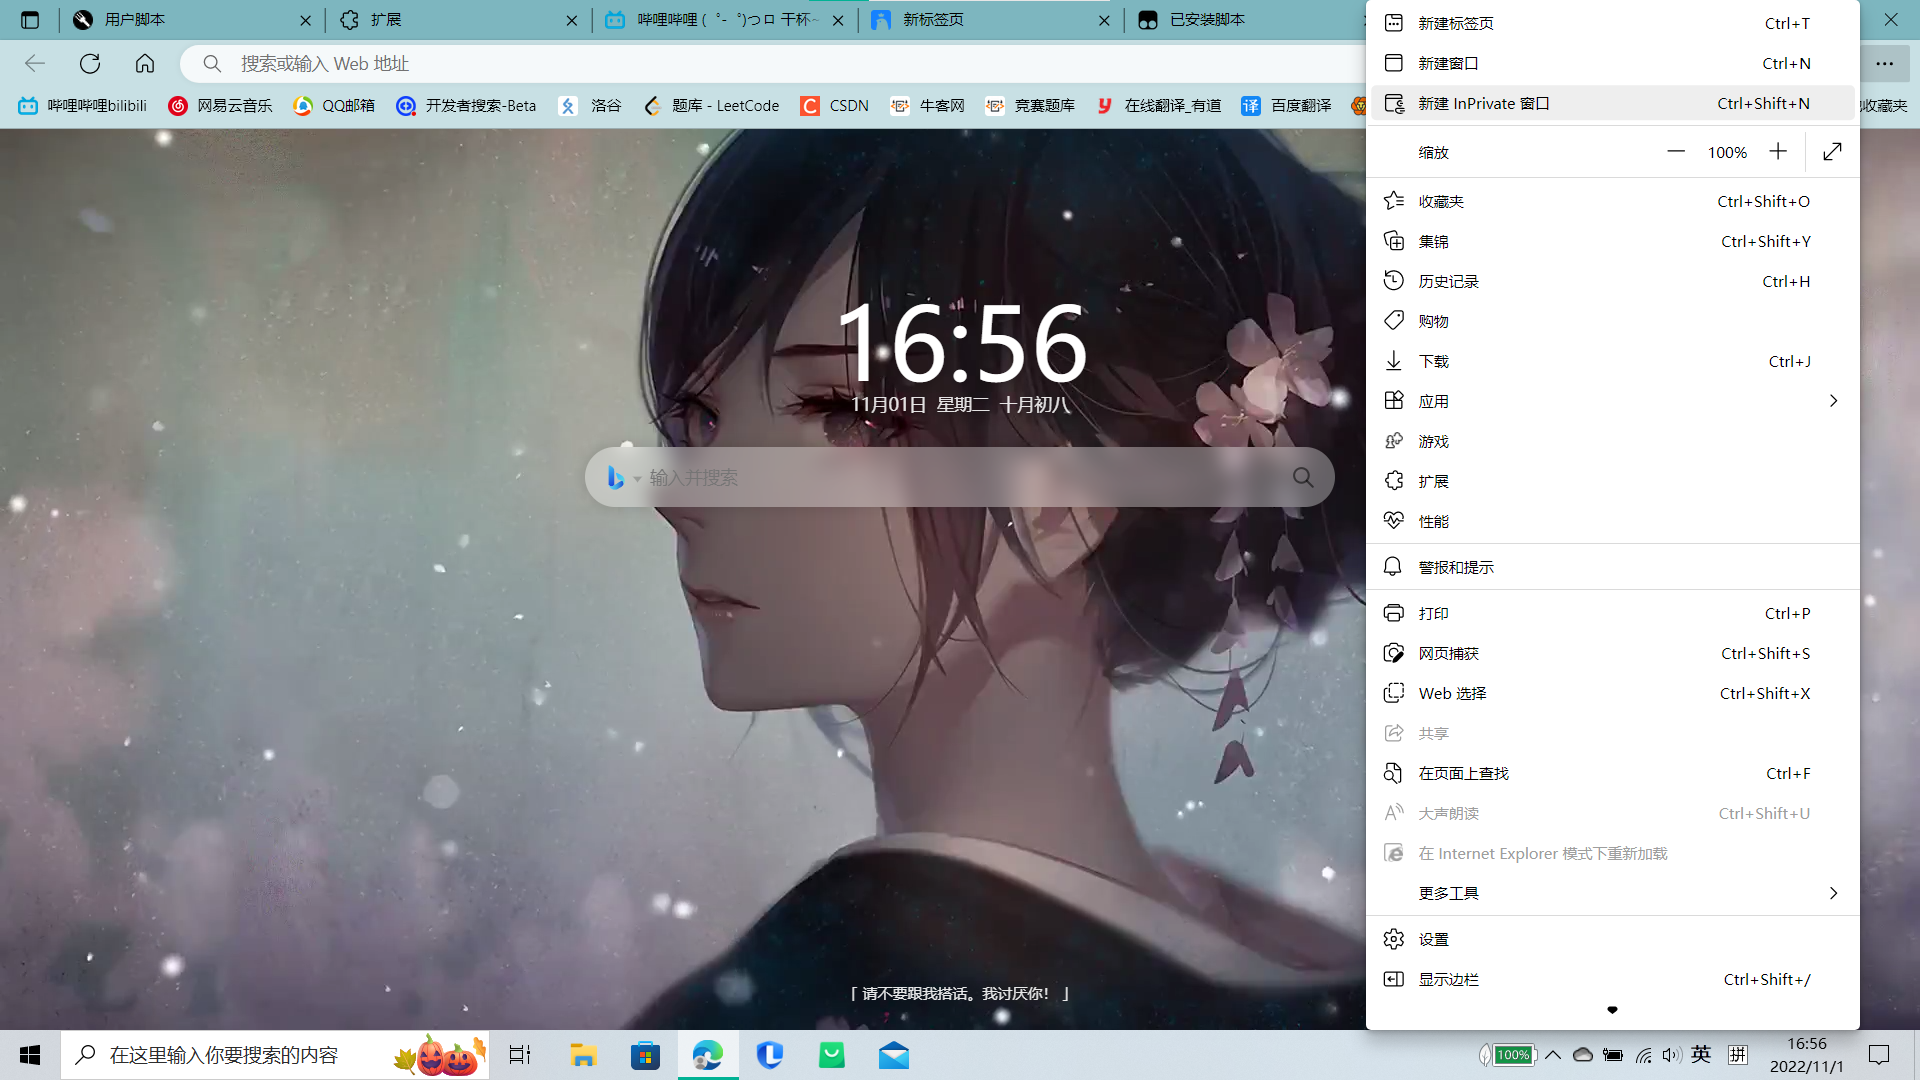 用户脚本
扩展
哔哩哔哩 (゜-゜)つロ 干杯~
新标签页
已安装脚本
搜索或输入 Web 地址
哔哩哔哩bilibili
网易云音乐
QQ邮箱
开发者搜索-Beta
洛谷
题库 - LeetCode
CSDN
牛客网
竞赛题库
在线翻译_有道
百度翻译
收藏夹
新建标签页 Ctrl+T
新建窗口 Ctrl+N
新建 InPrivate 窗口 Ctrl+Shift+N
缩放 100%
收藏夹 Ctrl+Shift+O
集锦 Ctrl+Shift+Y
历史记录 Ctrl+H
购物
下载 Ctrl+J
应用
游戏
扩展
性能
警报和提示
打印 Ctrl+P
网页捕获 Ctrl+Shift+S
Web 选择 Ctrl+Shift+X
共享
在页面上查找 Ctrl+F
大声朗读 Ctrl+Shift+U
在 Internet Explorer 模式下重新加载
更多工具
设置
显示边栏 Ctrl+Shift+/
16:56
11月01日 星期二 十月初八
输入并搜索
「 请不要跟我搭话。我讨厌你！ 」
在这里输入你要搜索的内容
100%
英
拼
16:56
2022/11/1